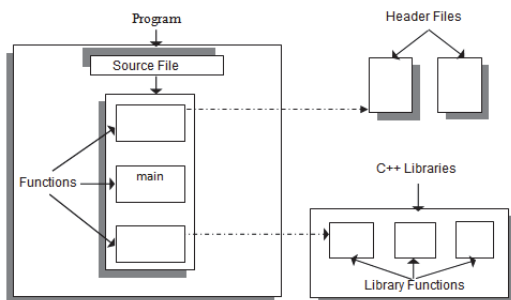 Program
Header Files
Source File
C++ Libraries
Functions
main
Library Functions